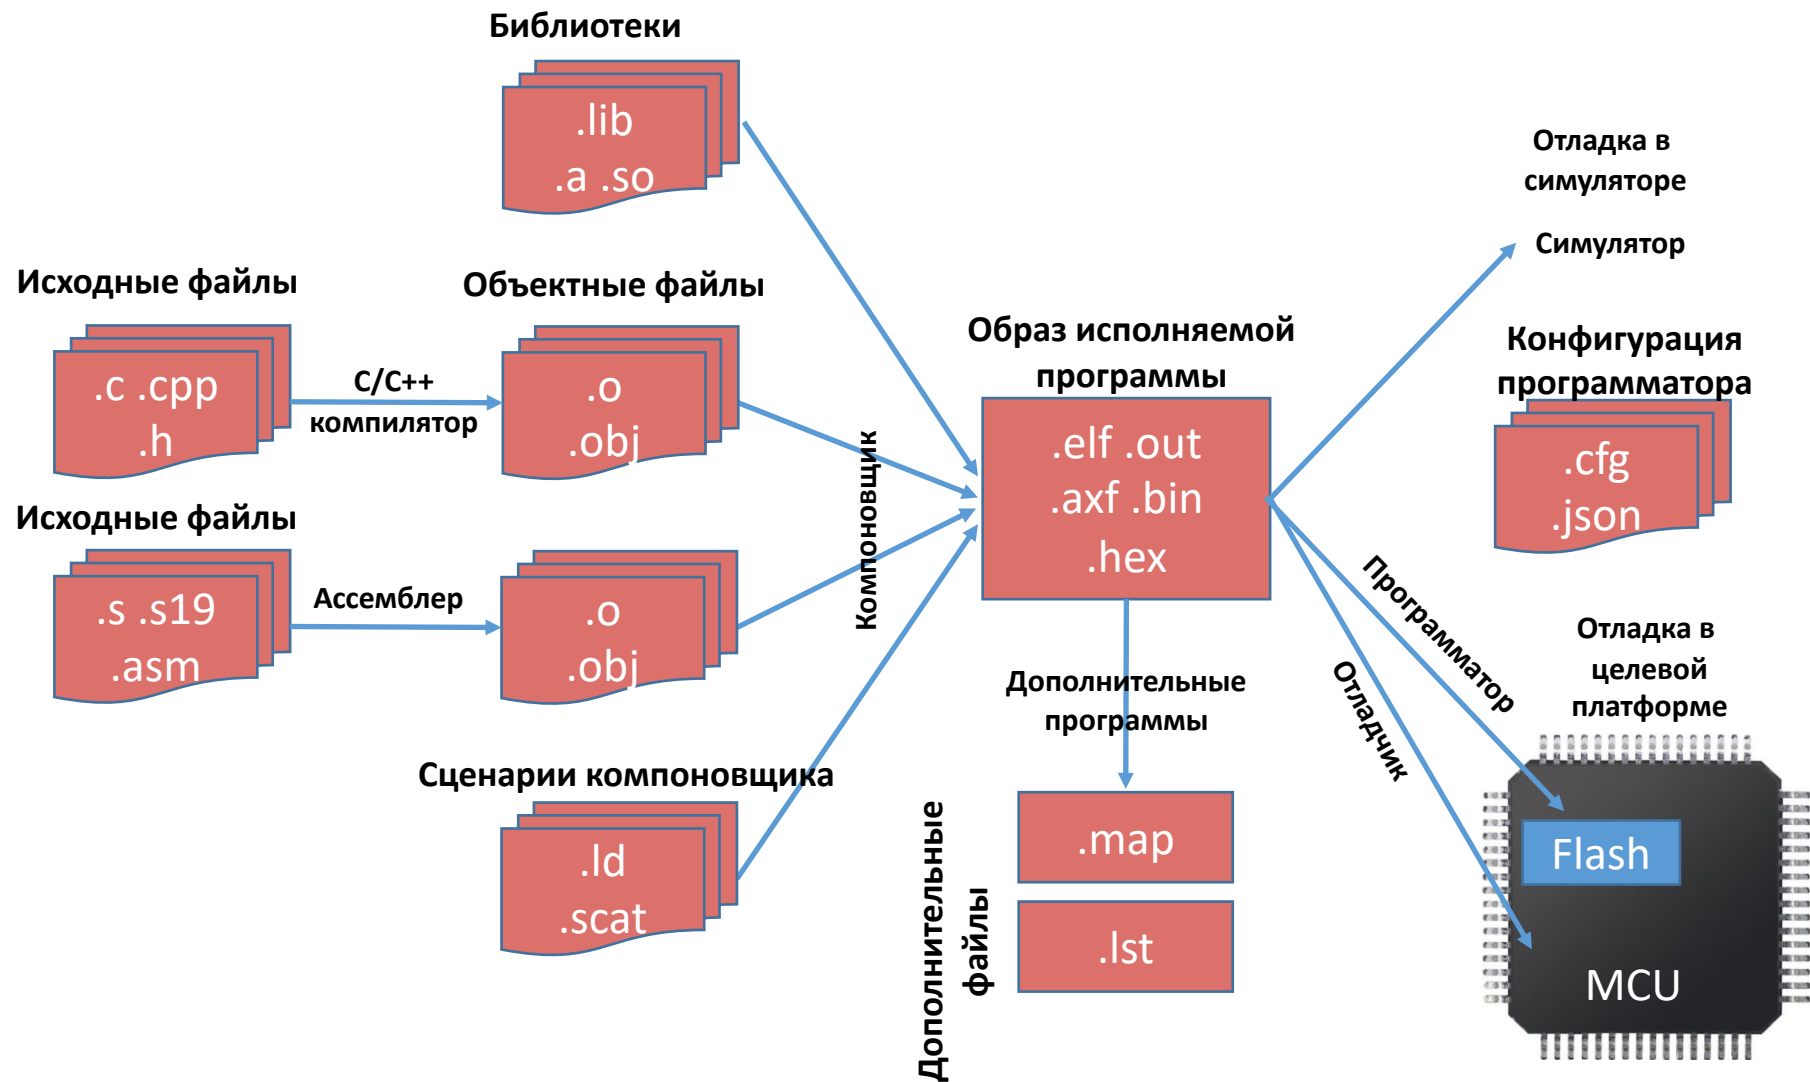 Библиотеки
.lib
.a .so
Исходные файлы
.c .cpp
.h
C/C++
компилятор
Объектные файлы
.o
.obj
Исходные файлы
.s .s19
.asm
Ассемблер
.o
.obj
Сценарии компоновщика
.ld
.scat
Компоновщик
Образ исполняемой
программы
.elf .out
.axf .bin
.hex
Дополнительные
программы
Дополнительные
файлы
.map
.lst
Отладка в
симуляторе
Симулятор
Конфигурация
программатора
.cfg
.json
Программатор
Отладчик
Отладка в
целевой
платформе
Flash
MCU